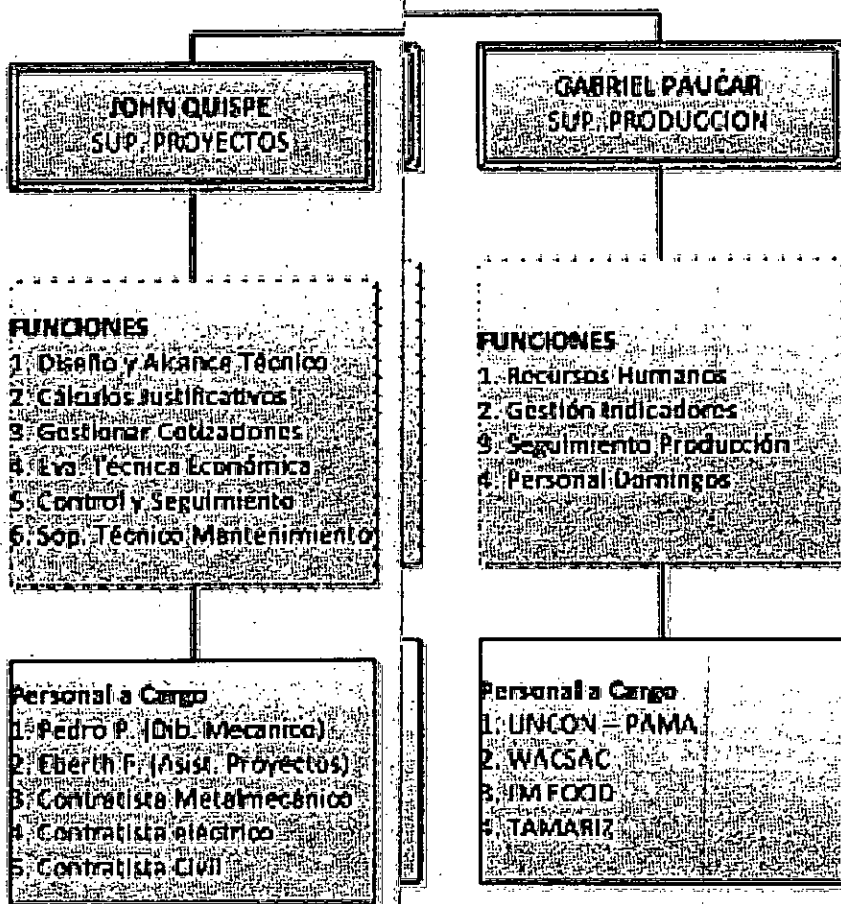 JOHN QUISPE
SUP. PROYECTOS
FUNCIONES
1. Diseño y Alcance Técnico
2. Cálculos Justificativos
3. Gestionar Cotizaciones
4. Eva. Técnica Económica
5. Control y Seguimiento
6. Sop. Técnico Mantenimiento
Personal a Cargo
1. Pedro P. (Dib. Mecanico)
2. Eberth F. (Asist. Proyectos)
3. Contratista Metalmecánico
4. Contratista eléctrico
5. Contratista Civil
GABRIEL PAUCAR
SUP. PRODUCCION
FUNCIONES
1. Recursos Humanos
2. Gestión Indicadores
3. Seguimiento Producción
4. Personal Domingos
Personal a Cargo
1. UNCON – PAMA
2. WACSAC
3. IM FOOD
4. TAMARIZ